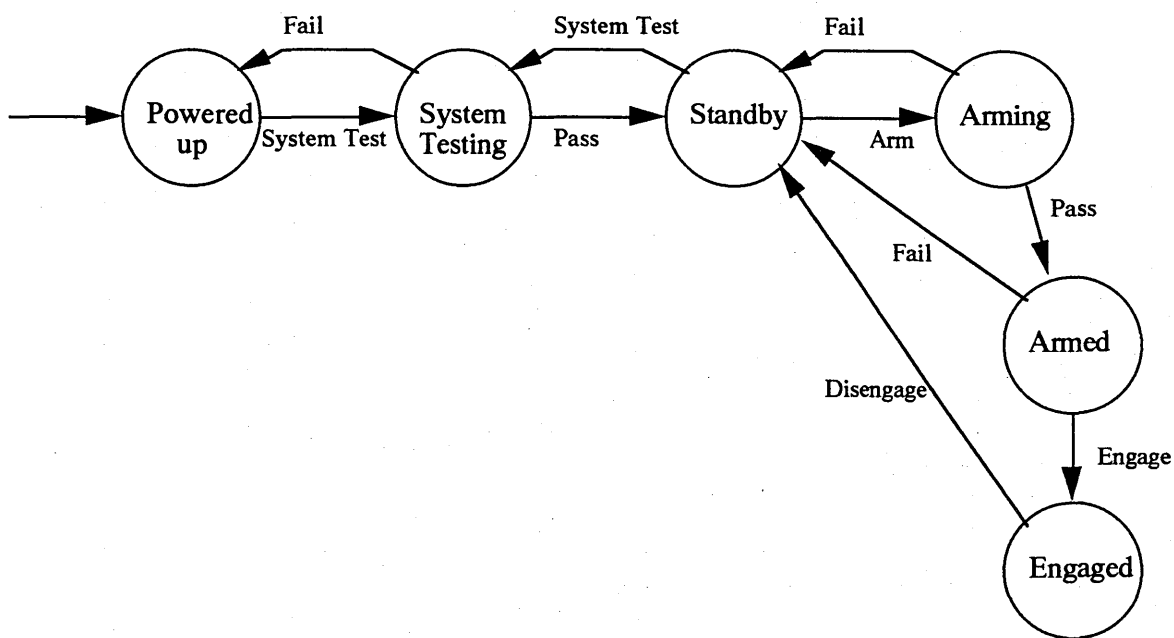 Fail
System Test
Fail
Powered
up
System Test
System
Testing
Pass
Standby
Arm
Arming
Pass
Fail
Armed
Disengage
Engage
Engaged